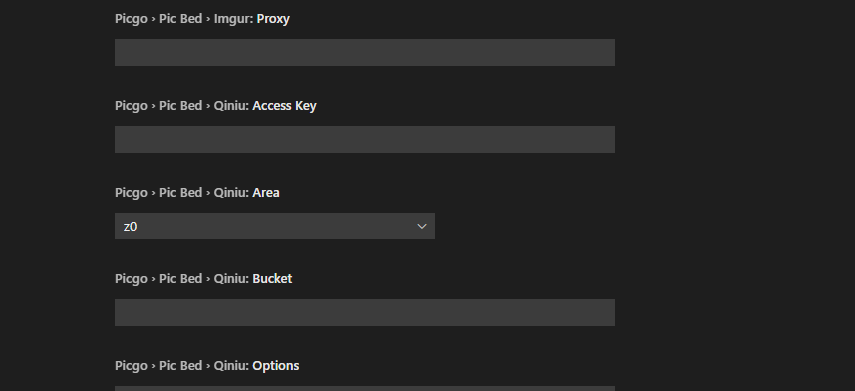 Picgo › Pic Bed › Imgur: Proxy
Picgo › Pic Bed › Qiniu: Access Key
Picgo › Pic Bed › Qiniu: Area
z0
Picgo › Pic Bed › Qiniu: Bucket
Picgo › Pic Bed › Qiniu: Options